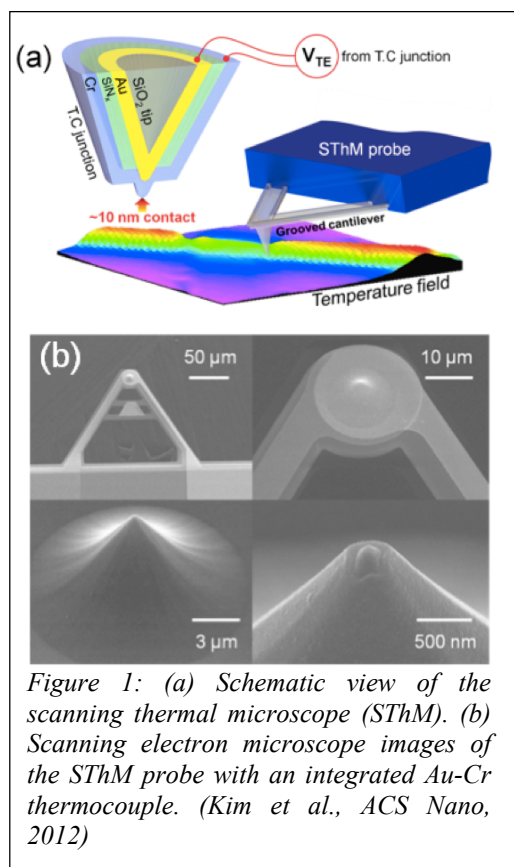 (a)
V_TE from T.C junction
Cr
SiNx
Au
SiO2 tip
T.C junction
~10 nm contact
SThM probe
Grooved cantilever
Temperature field
(b)
50 µm
10 µm
3 µm
500 nm
Figure 1: (a) Schematic view of the
scanning thermal microscope (SThM). (b)
Scanning electron microscope images of
the SThM probe with an integrated Au-Cr
thermocouple. (Kim et al., ACS Nano,
2012)